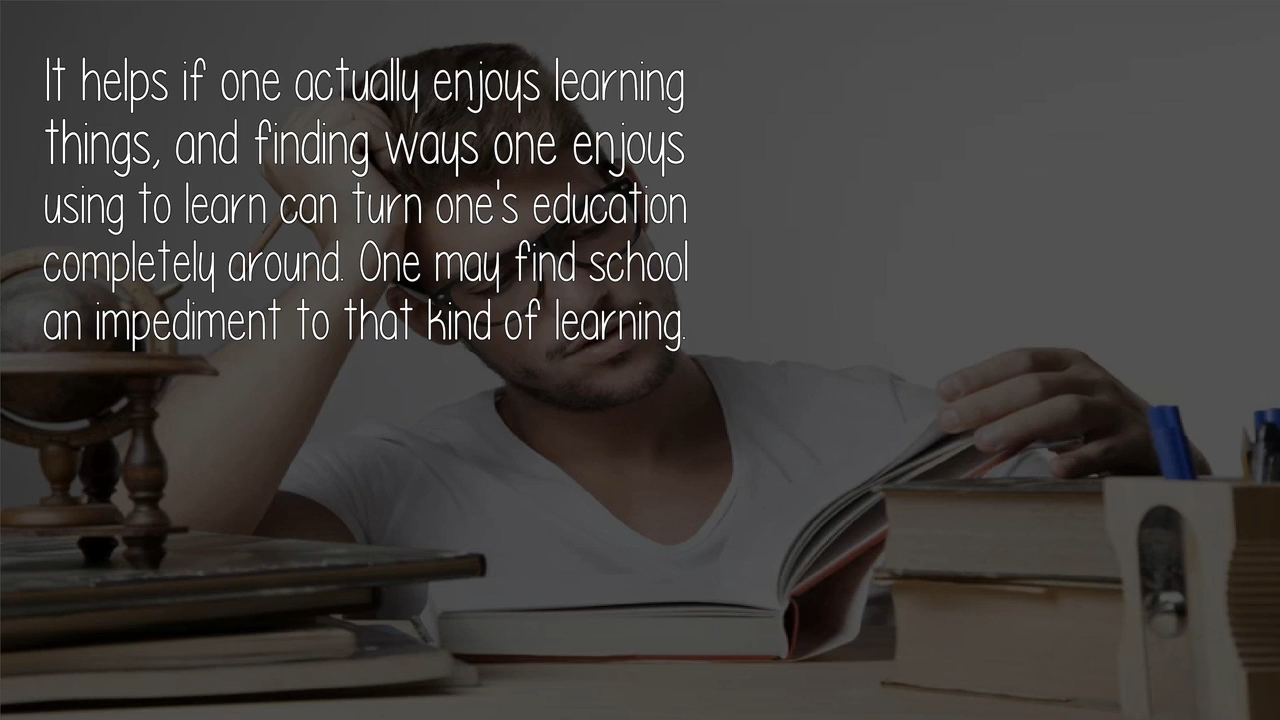 It helps if one actually enjoys learning
things, and finding ways one enjoys
using to learn can turn one's education
completely around. One may find school
an impediment to that kind of learning.